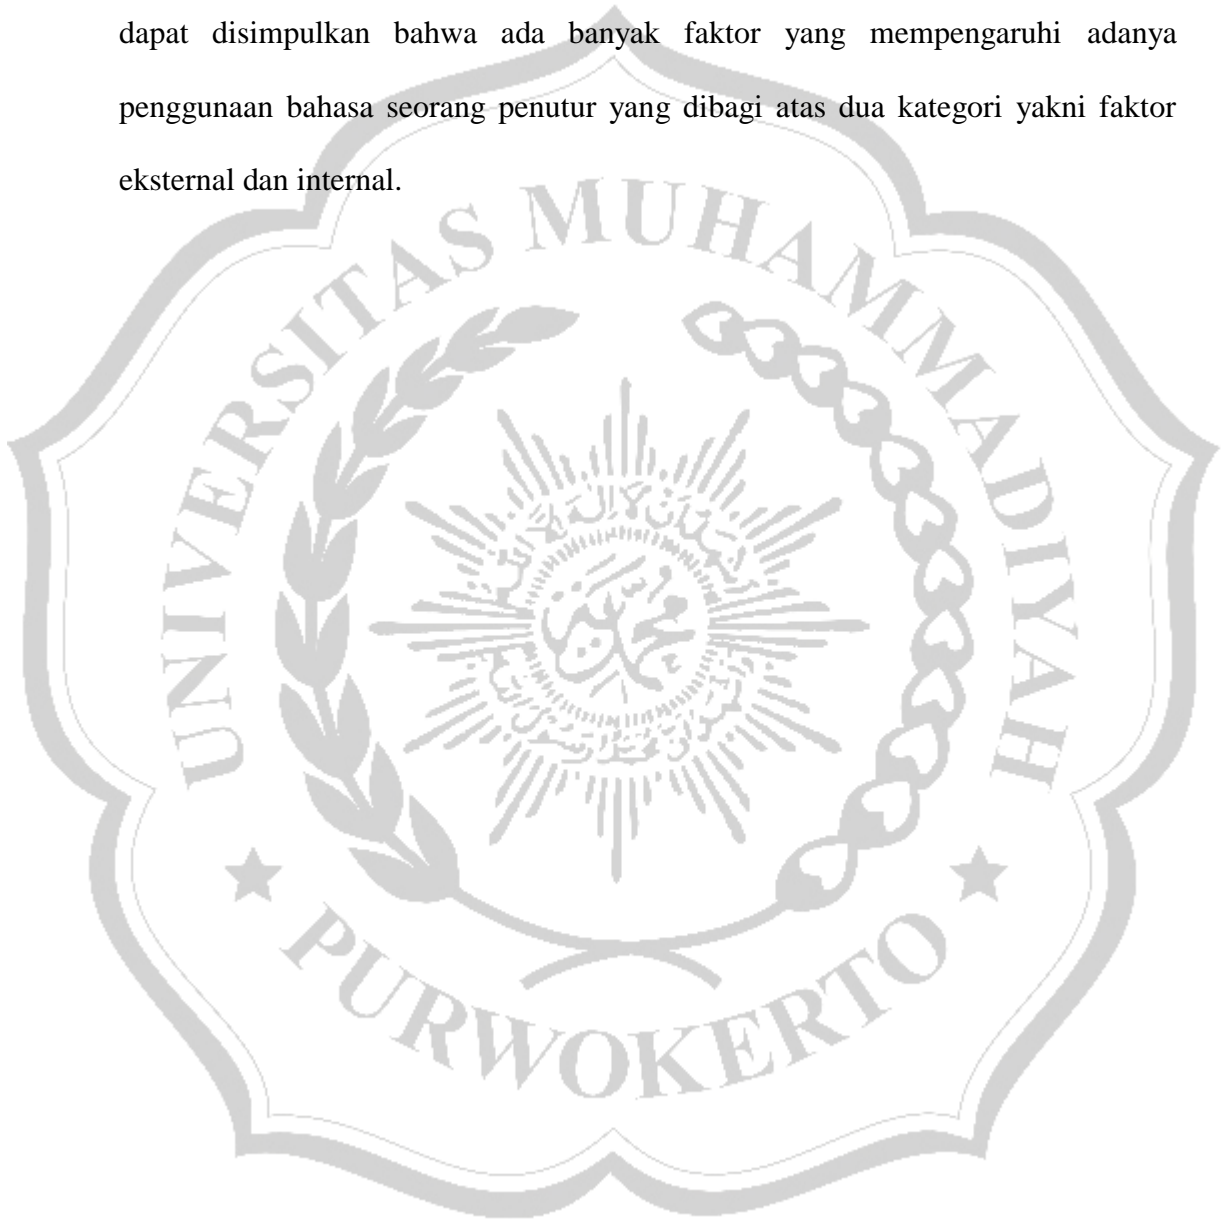 dapat disimpulkan bahwa ada banyak faktor yang mempengaruhi adanya
penggunaan bahasa seorang penutur yang dibagi atas dua kategori yakni faktor
eksternal dan internal.
UNIVERSITAS MUHAMMADIYAH
PURWOKERTO